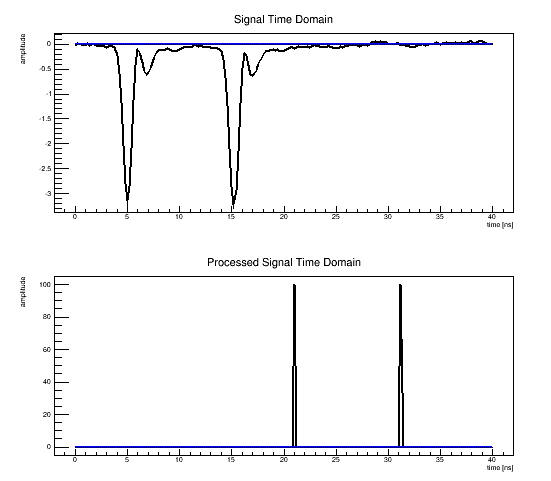 Signal Time Domain
amplitude
0
-0.5
-1
-1.5
-2
-2.5
-3
0 5 10 15 20 25 30 35 40
time [ns]
Processed Signal Time Domain
amplitude
100
80
60
40
20
0
0 5 10 15 20 25 30 35 40
time [ns]